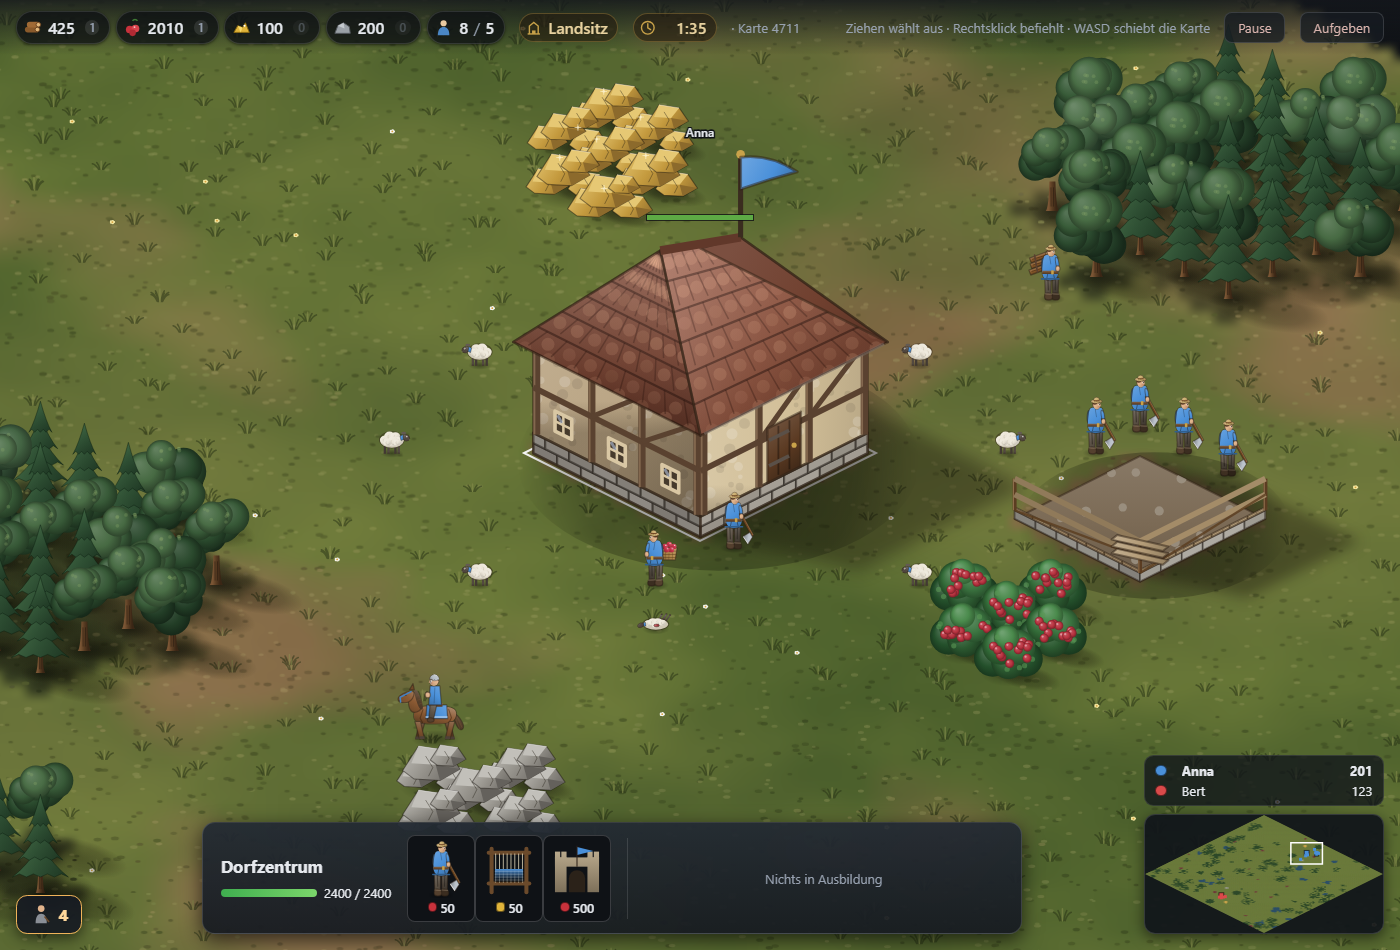 425 1 2010 1 100 0 200 0 8 / 5 Landsitz 1:35 · Karte 4711 Ziehen wählt aus · Rechtsklick befiehlt · WASD schiebt die Karte Pause Aufgeben
Anna
Anna 201
Bert 123
Dorfzentrum
2400 / 2400
50 50 500
Nichts in Ausbildung
4